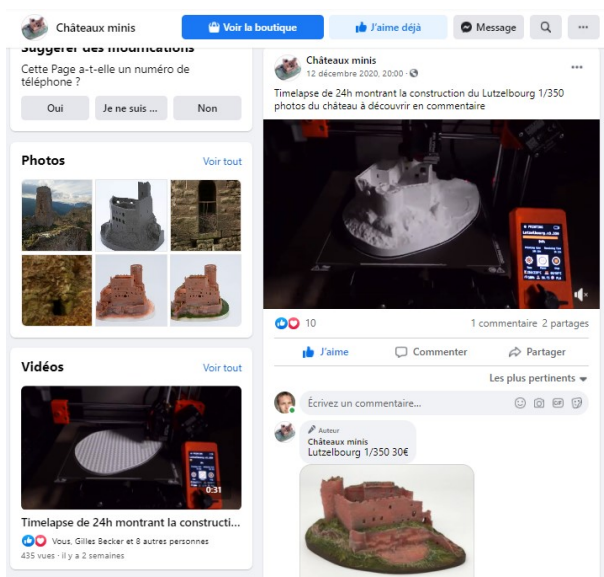 Châteaux minis
Voir la boutique
J'aime déjà
Message
Suggérer des modifications
Cette Page a-t-elle un numéro de
téléphone ?
Oui
Je ne suis ...
Non
Photos
Voir tout
Vidéos
Voir tout
0:31
Timelapse de 24h montrant la constructi...
Vous, Gilles Becker et 8 autres personnes
435 vues · il y a 2 semaines
Châteaux minis
12 décembre 2020, 20:00 ·
Timelapse de 24h montrant la construction du Lutzelbourg 1/350
photos du château à découvrir en commentaire
10
1 commentaire 2 partages
J'aime
Commenter
Partager
Les plus pertinents
Écrivez un commentaire...
GIF
Auteur
Châteaux minis
Lutzelbourg 1/350 30€